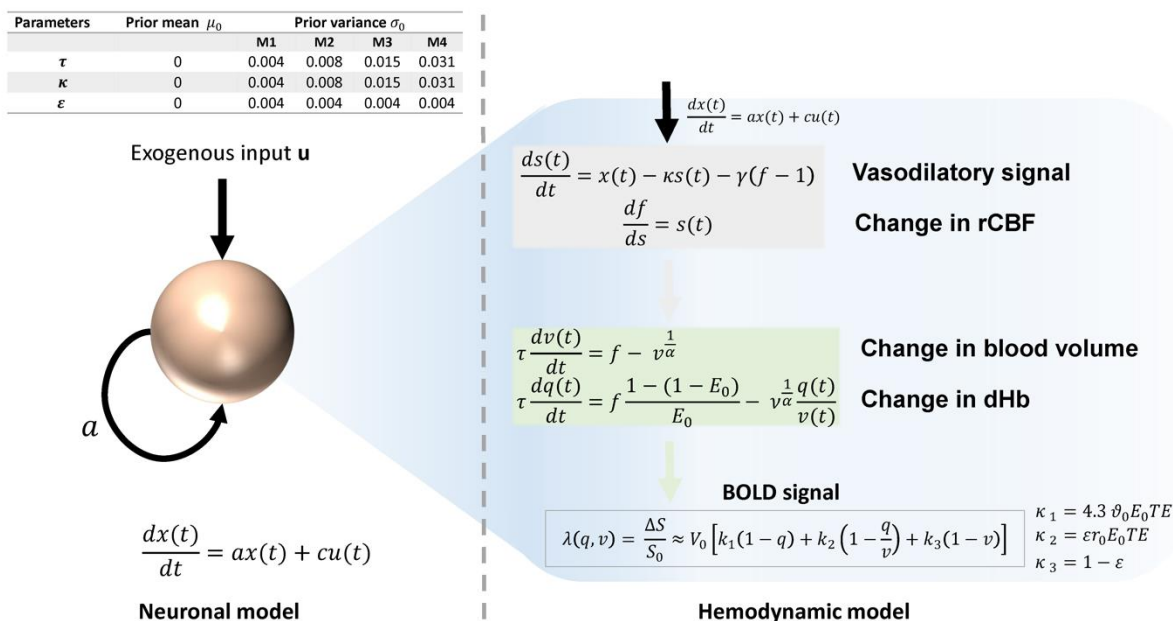 Parameters Prior mean μ₀ Prior variance σ₀
M1 M2 M3 M4
τ 0 0.004 0.008 0.015 0.031
κ 0 0.004 0.008 0.015 0.031
ε 0 0.004 0.004 0.004 0.004
Exogenous input u
a
dx(t)/dt = ax(t) + cu(t)
Neuronal model
dx(t)/dt = ax(t) + cu(t)
ds(t)/dt = x(t) − κs(t) − γ(f − 1) Vasodilatory signal
df/ds = s(t) Change in rCBF
τ dv(t)/dt = f − v^(1/α) Change in blood volume
τ dq(t)/dt = f (1 − (1 − E₀))/E₀ − v^(1/α) q(t)/v(t) Change in dHb
BOLD signal
λ(q, v) = ΔS/S₀ ≈ V₀ [k₁(1 − q) + k₂ (1 − q/v) + k₃(1 − v)]
κ₁ = 4.3 ϑ₀E₀TE
κ₂ = εr₀E₀TE
κ₃ = 1 − ε
Hemodynamic model